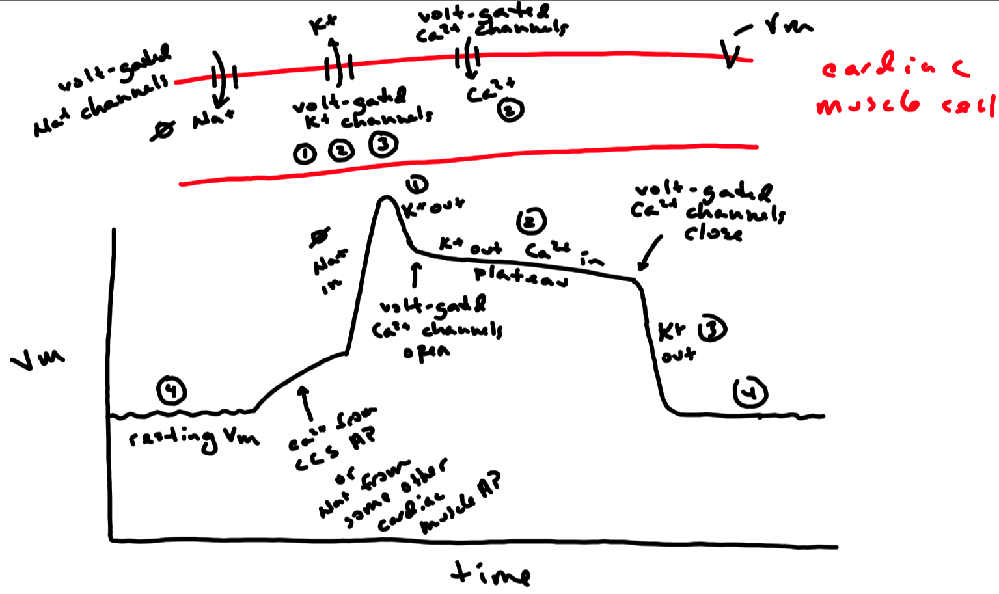 volt-gated
Na+ channels
Ø Na+
K+
volt-gated
K+ channels
① ② ③
volt-gated
Ca2+ channels
Ca2+
②
Vm
cardiac
muscle cell
Vm
④
resting Vm
Ca2+ from
CCS AP
or
Na+ from
some other
cardiac
muscle AP
Ø
Na+
in
①
K+ out
volt-gated
Ca2+ channels
open
②
K+ out Ca2+ in
plateau
volt-gated
Ca2+ channels
close
K+ ③
out
④
time